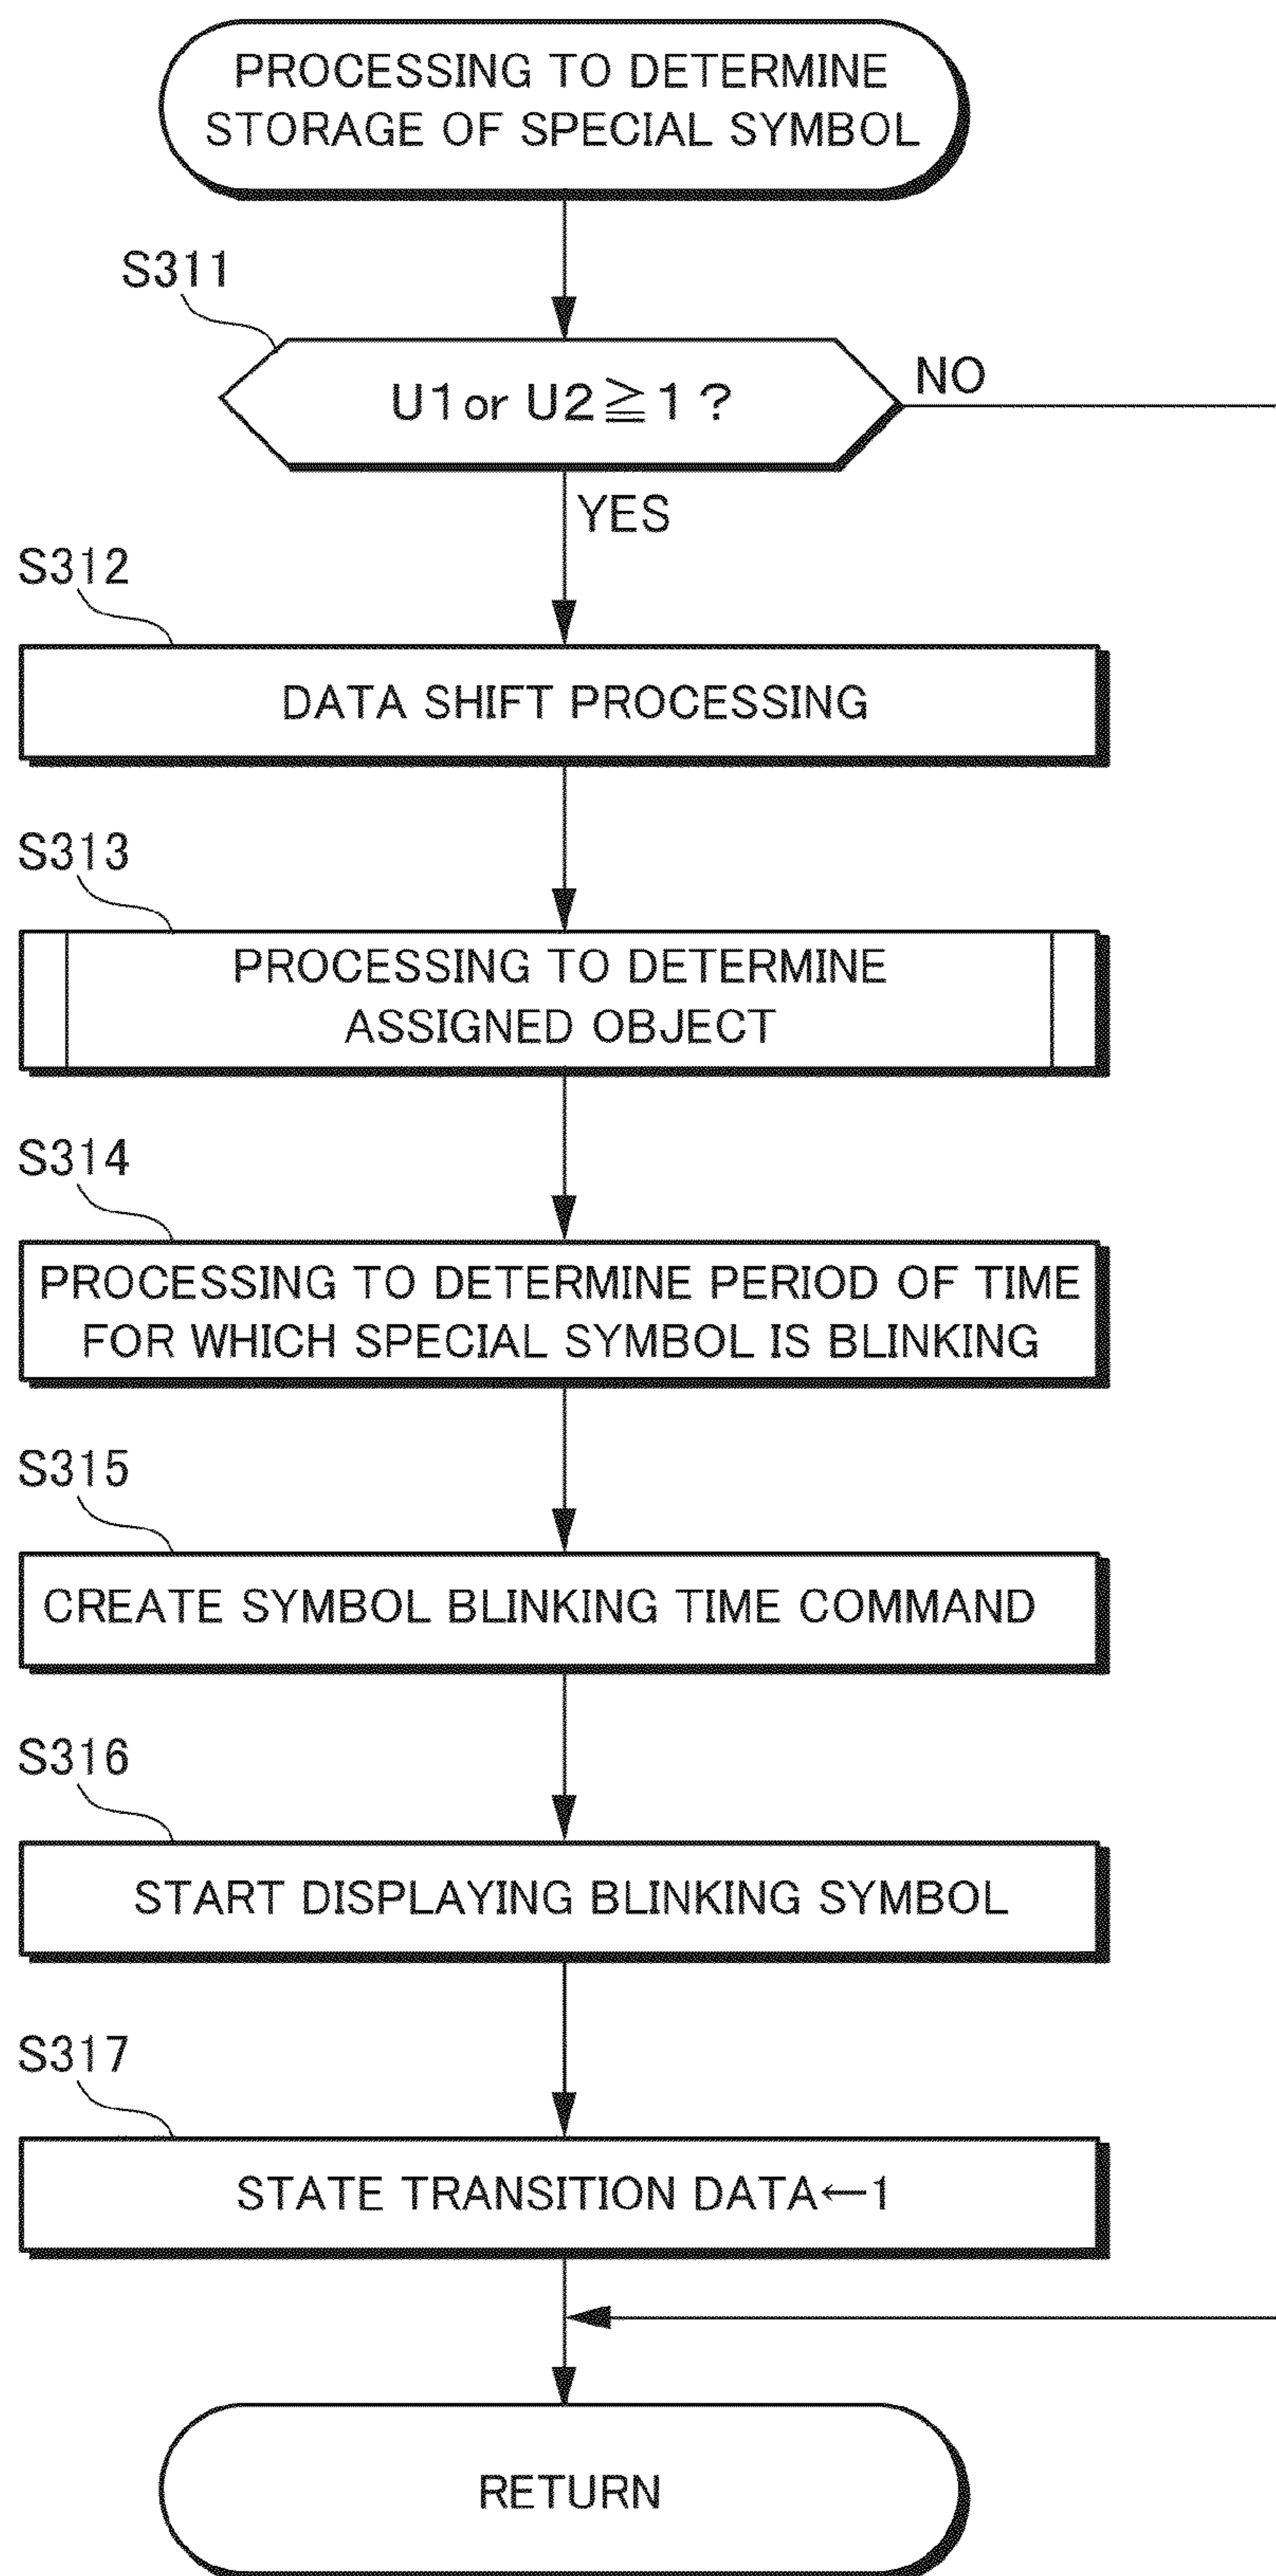 PROCESSING TO DETERMINE
STORAGE OF SPECIAL SYMBOL
S311
U1 or U2≧1?
NO
YES
S312
DATA SHIFT PROCESSING
S313
PROCESSING TO DETERMINE
ASSIGNED OBJECT
S314
PROCESSING TO DETERMINE PERIOD OF TIME
FOR WHICH SPECIAL SYMBOL IS BLINKING
S315
CREATE SYMBOL BLINKING TIME COMMAND
S316
START DISPLAYING BLINKING SYMBOL
S317
STATE TRANSITION DATA←1
RETURN